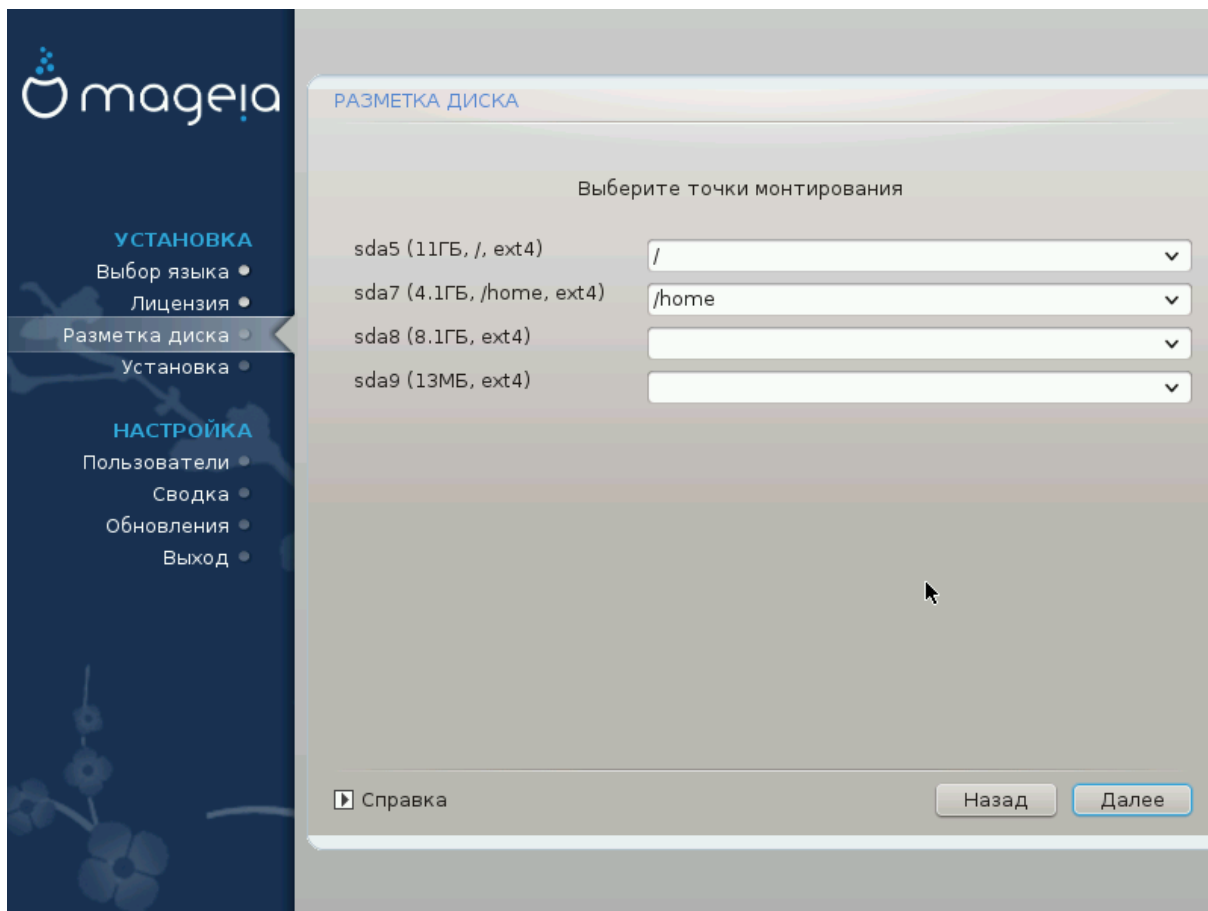 mageia
УСТАНОВКА
Выбор языка
Лицензия
Разметка диска
Установка
НАСТРОЙКА
Пользователи
Сводка
Обновления
Выход
РАЗМЕТКА ДИСКА
Выберите точки монтирования
sda5 (11ГБ, /, ext4) /
sda7 (4.1ГБ, /home, ext4) /home
sda8 (8.1ГБ, ext4)
sda9 (13МБ, ext4)
Справка Назад Далее